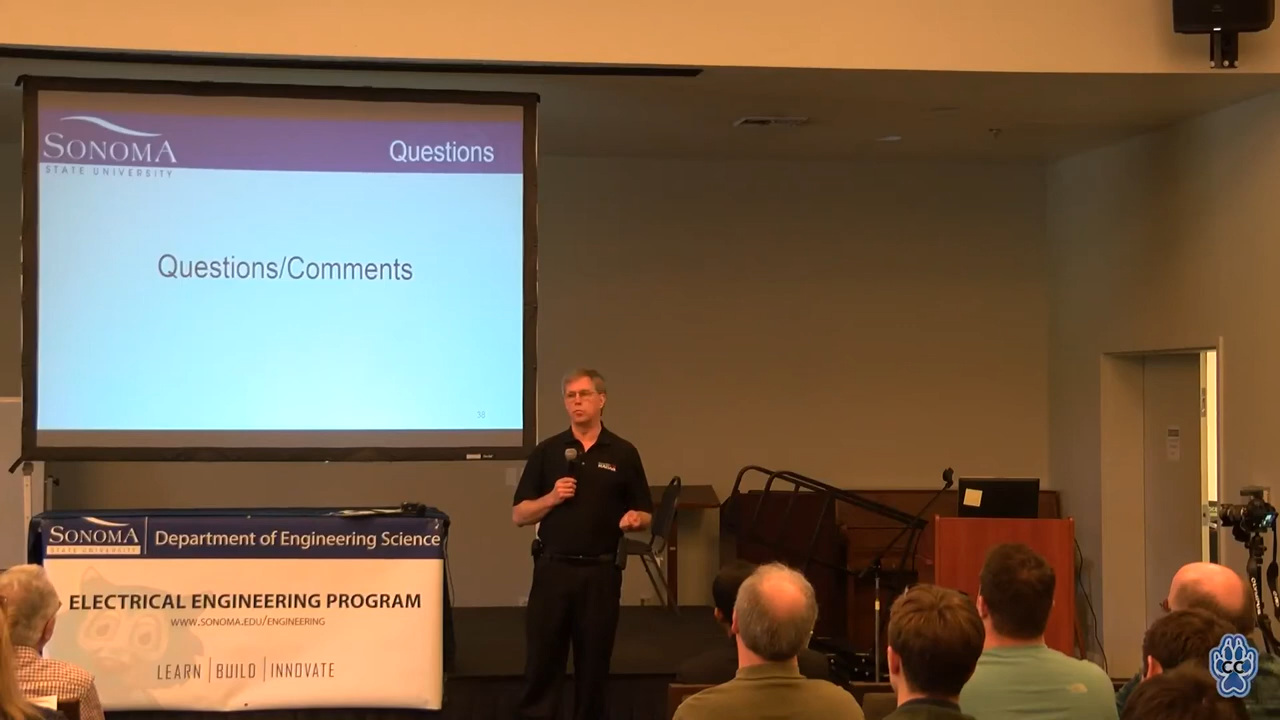 SONOMA
STATE UNIVERSITY
Questions
Questions/Comments
38
SONOMA
STATE UNIVERSITY
Department of Engineering Science
ELECTRICAL ENGINEERING PROGRAM
WWW.SONOMA.EDU/ENGINEERING
LEARN | BUILD | INNOVATE
CC